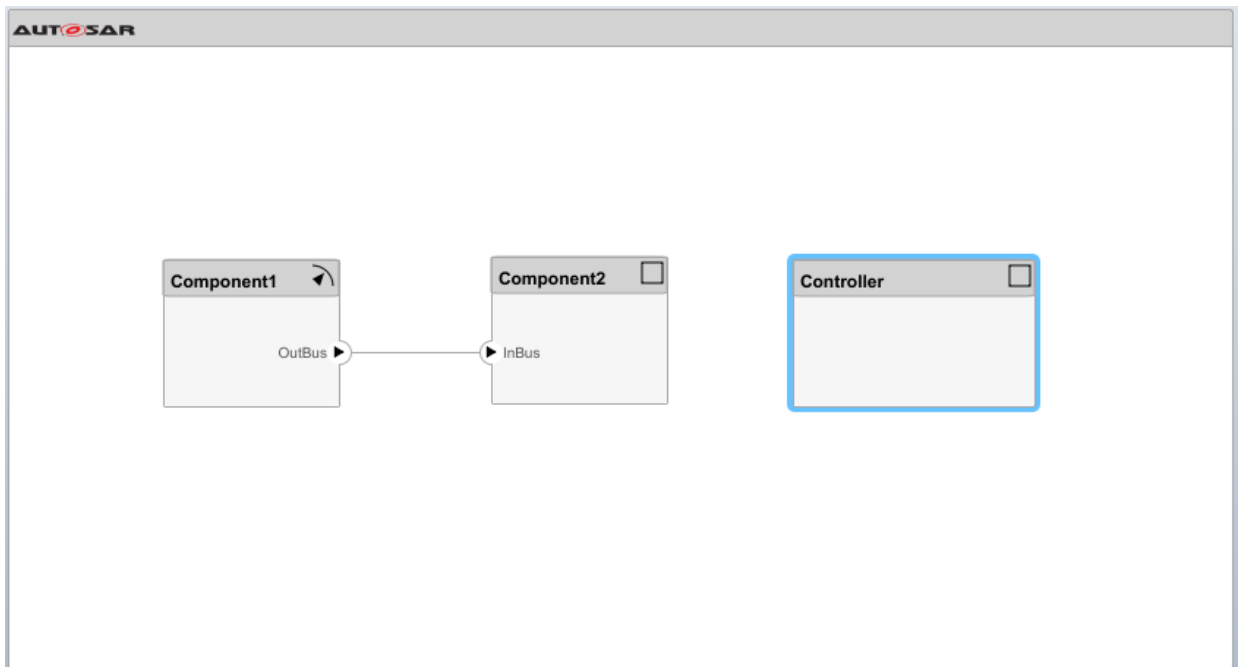 AUTOSAR
Component1
Component2
Controller
OutBus
InBus